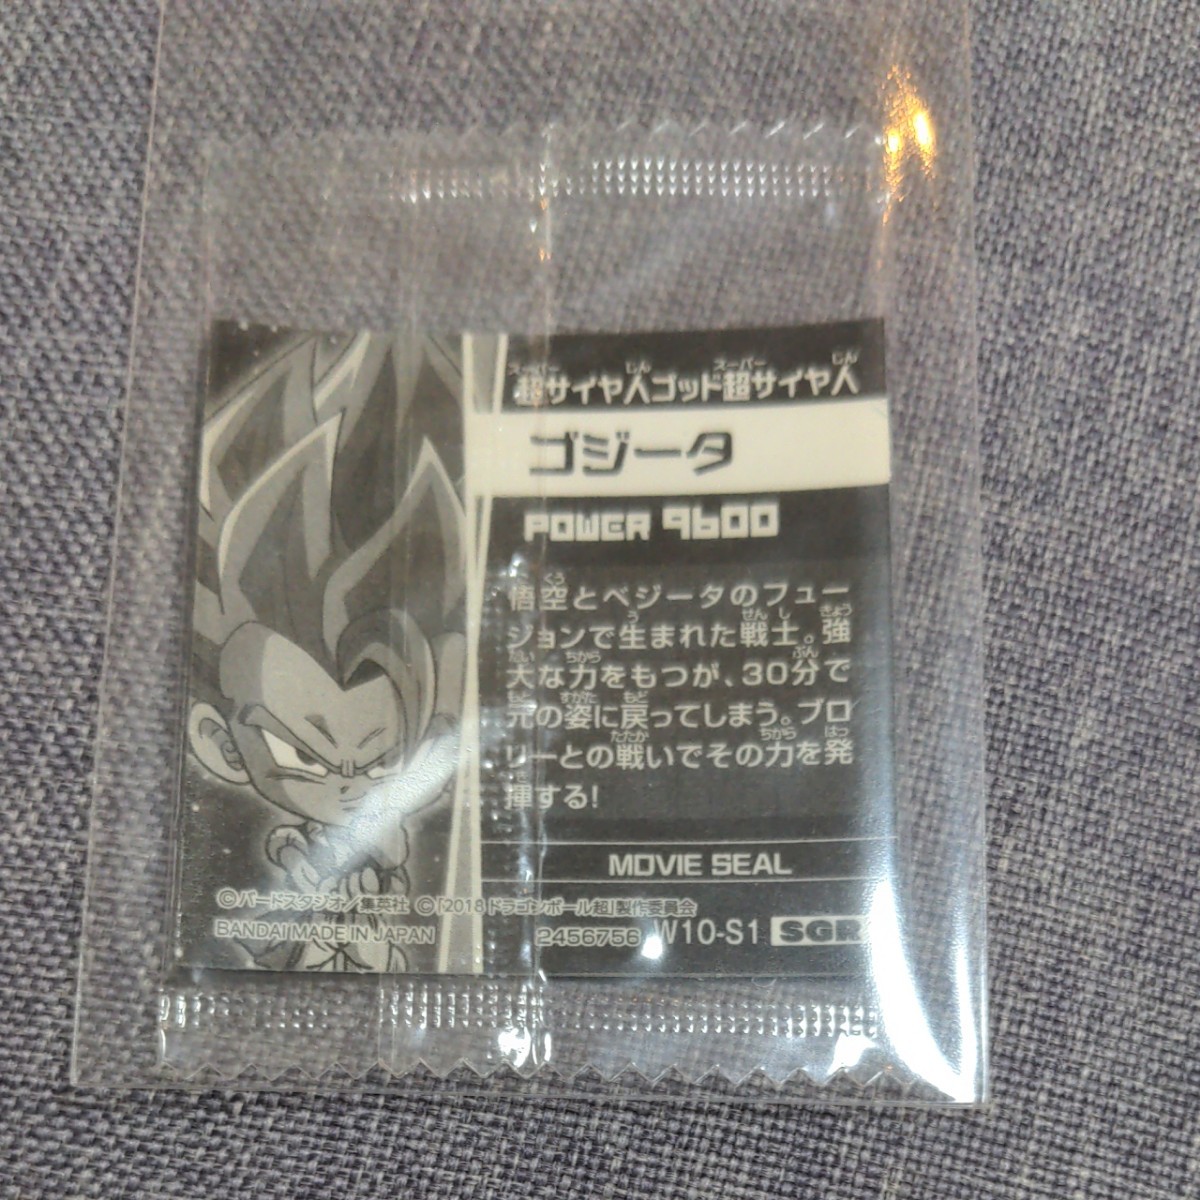 超サイヤ人ゴッド超サイヤ人
ゴジータ
POWER 9600
悟空とベジータのフュー
ジョンで生まれた戦士。強
大な力をもつが、30分で
元の姿に戻ってしまう。ブロ
リーとの戦いでその力を発
揮する!
MOVIE SEAL
©バードスタジオ/集英社 ©「2018 ドラゴンボール超」製作委員会
BANDAI MADE IN JAPAN 2456756 W10-S1 SGR